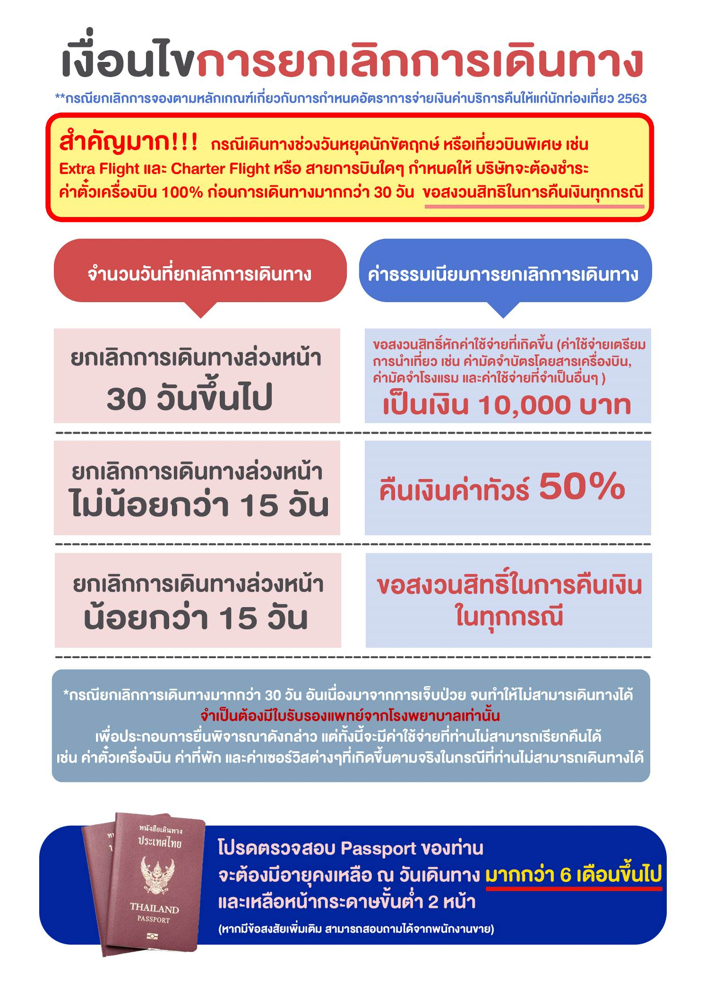 เงื่อนไขการยกเลิกการเดินทาง
**กรณียกเลิกการจองตามหลักเกณฑ์เกี่ยวกับการกำหนดอัตราการจ่ายเงินค่าบริการคืนให้แก่นักท่องเที่ยว 2563
สำคัญมาก!!! กรณีเดินทางช่วงวันหยุดนักขัตฤกษ์ หรือเที่ยวบินพิเศษ เช่น
Extra Flight และ Charter Flight หรือ สายการบินใดๆ กำหนดให้ บริษัทจะต้องชำระ
ค่าตั๋วเครื่องบิน 100% ก่อนการเดินทางมากกว่า 30 วัน ขอสงวนสิทธิในการคืนเงินทุกกรณี
จำนวนวันที่ยกเลิกการเดินทาง
ค่าธรรมเนียมการยกเลิกการเดินทาง
ยกเลิกการเดินทางล่วงหน้า
30 วันขึ้นไป
ขอสงวนสิทธิ์หักค่าใช้จ่ายที่เกิดขึ้น (ค่าใช้จ่ายเตรียม
การนำเที่ยว เช่น ค่ามัดจำบัตรโดยสารเครื่องบิน,
ค่ามัดจำโรงแรม และค่าใช้จ่ายที่จำเป็นอื่นๆ )
เป็นเงิน 10,000 บาท
ยกเลิกการเดินทางล่วงหน้า
ไม่น้อยกว่า 15 วัน
คืนเงินค่าทัวร์ 50%
ยกเลิกการเดินทางล่วงหน้า
น้อยกว่า 15 วัน
ขอสงวนสิทธิ์ในการคืนเงิน
ในทุกกรณี
*กรณียกเลิกการเดินทางมากกว่า 30 วัน อันเนื่องมาจากการเจ็บป่วย จนทำให้ไม่สามารเดินทางได้
จำเป็นต้องมีใบรับรองแพทย์จากโรงพยาบาลเท่านั้น
เพื่อประกอบการยื่นพิจารณาดังกล่าว แต่ทั้งนี้จะมีค่าใช้จ่ายที่ท่านไม่สามารถเรียกคืนได้
เช่น ค่าตั๋วเครื่องบิน ค่าที่พัก และค่าเซอร์วิสต่างๆที่เกิดขึ้นตามจริงในกรณีที่ท่านไม่สามารถเดินทางได้
หนังสือเดินทาง
ประเทศไทย
THAILAND
PASSPORT
โปรดตรวจสอบ Passport ของท่าน
จะต้องมีอายุคงเหลือ ณ วันเดินทาง มากกว่า 6 เดือนขึ้นไป
และเหลือหน้ากระดาษขั้นต่ำ 2 หน้า
(หากมีข้อสงสัยเพิ่มเติม สามารถสอบถามได้จากพนักงานขาย)